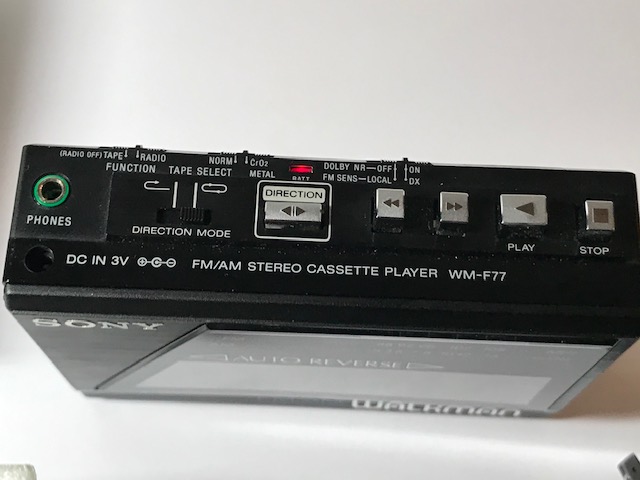 (RADIO OFF) TAPE RADIO
FUNCTION
TAPE SELECT
NORM CrO2
METAL
BATT
DOLBY NR—OFF ON
FM SENS—LOCAL DX
PHONES
DIRECTION MODE
DIRECTION
PLAY
STOP
DC IN 3V
FM/AM STEREO CASSETTE PLAYER WM-F77
SONY
AUTO REVERSE
WALKMAN